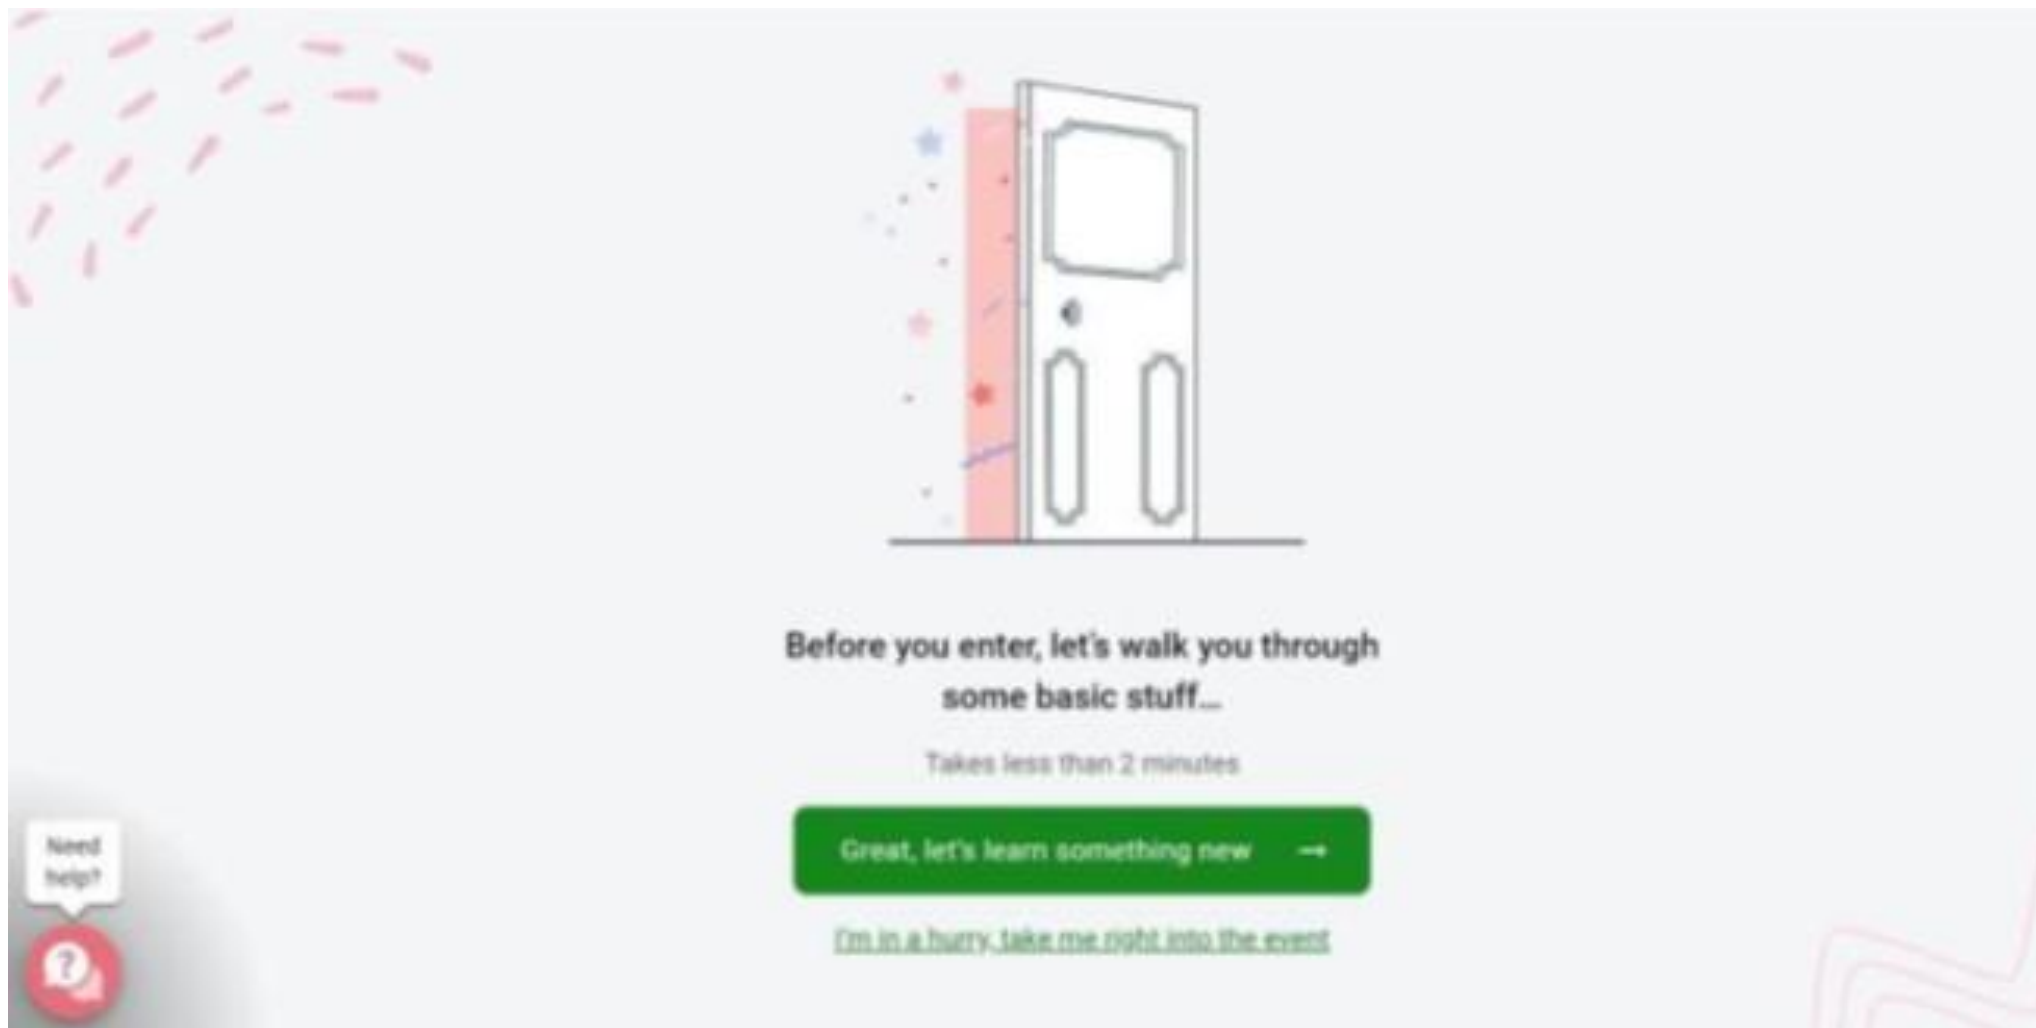 Before you enter, let's walk you through
some basic stuff...
Takes less than 2 minutes
Great, let's learn something new →
I'm in a hurry, take me right into the event
Need
help?
?